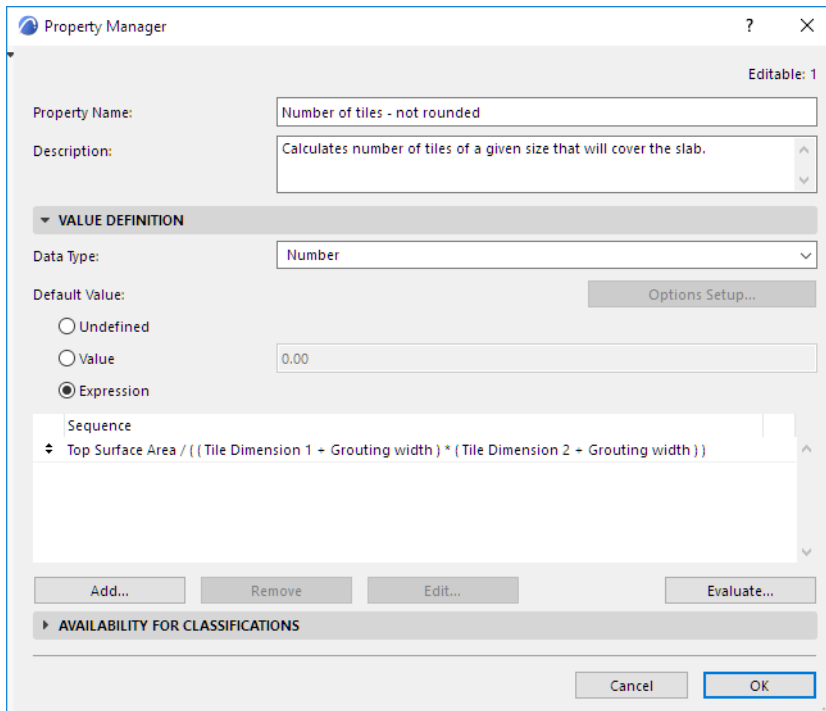 Property Manager
?
Editable: 1
Property Name:
Number of tiles - not rounded
Description:
Calculates number of tiles of a given size that will cover the slab.
VALUE DEFINITION
Data Type:
Number
Default Value:
Options Setup...
Undefined
Value
0.00
Expression
Sequence
Top Surface Area / ( ( Tile Dimension 1 + Grouting width ) * ( Tile Dimension 2 + Grouting width ) )
Add...
Remove
Edit...
Evaluate...
AVAILABILITY FOR CLASSIFICATIONS
Cancel
OK